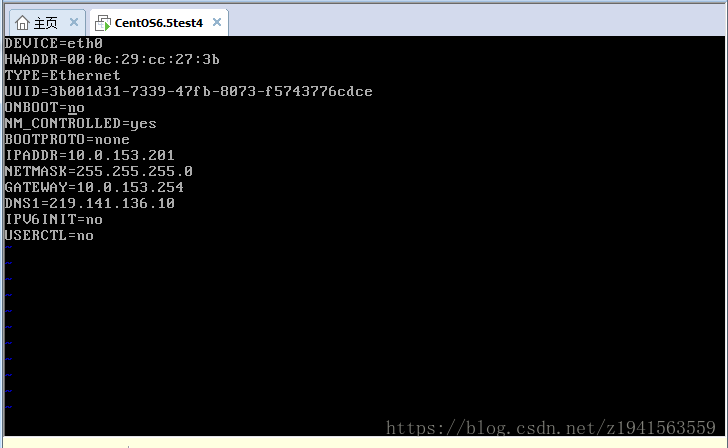 主页
CentOS6.5test4
DEVICE=eth0
HWADDR=00:0c:29:cc:27:3b
TYPE=Ethernet
UUID=3b001d31-7339-47fb-8073-f5743776cdce
ONBOOT=no
NM_CONTROLLED=yes
BOOTPROTO=none
IPADDR=10.0.153.201
NETMASK=255.255.255.0
GATEWAY=10.0.153.254
DNS1=219.141.136.10
IPV6INIT=no
USERCTL=no
https://blog.csdn.net/z1941563559